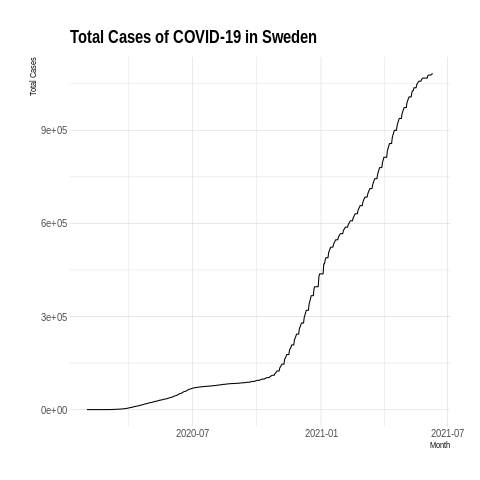 Total Cases of COVID-19 in Sweden
Total Cases
9e+05
6e+05
3e+05
0e+00
2020-07
2021-01
2021-07
Month